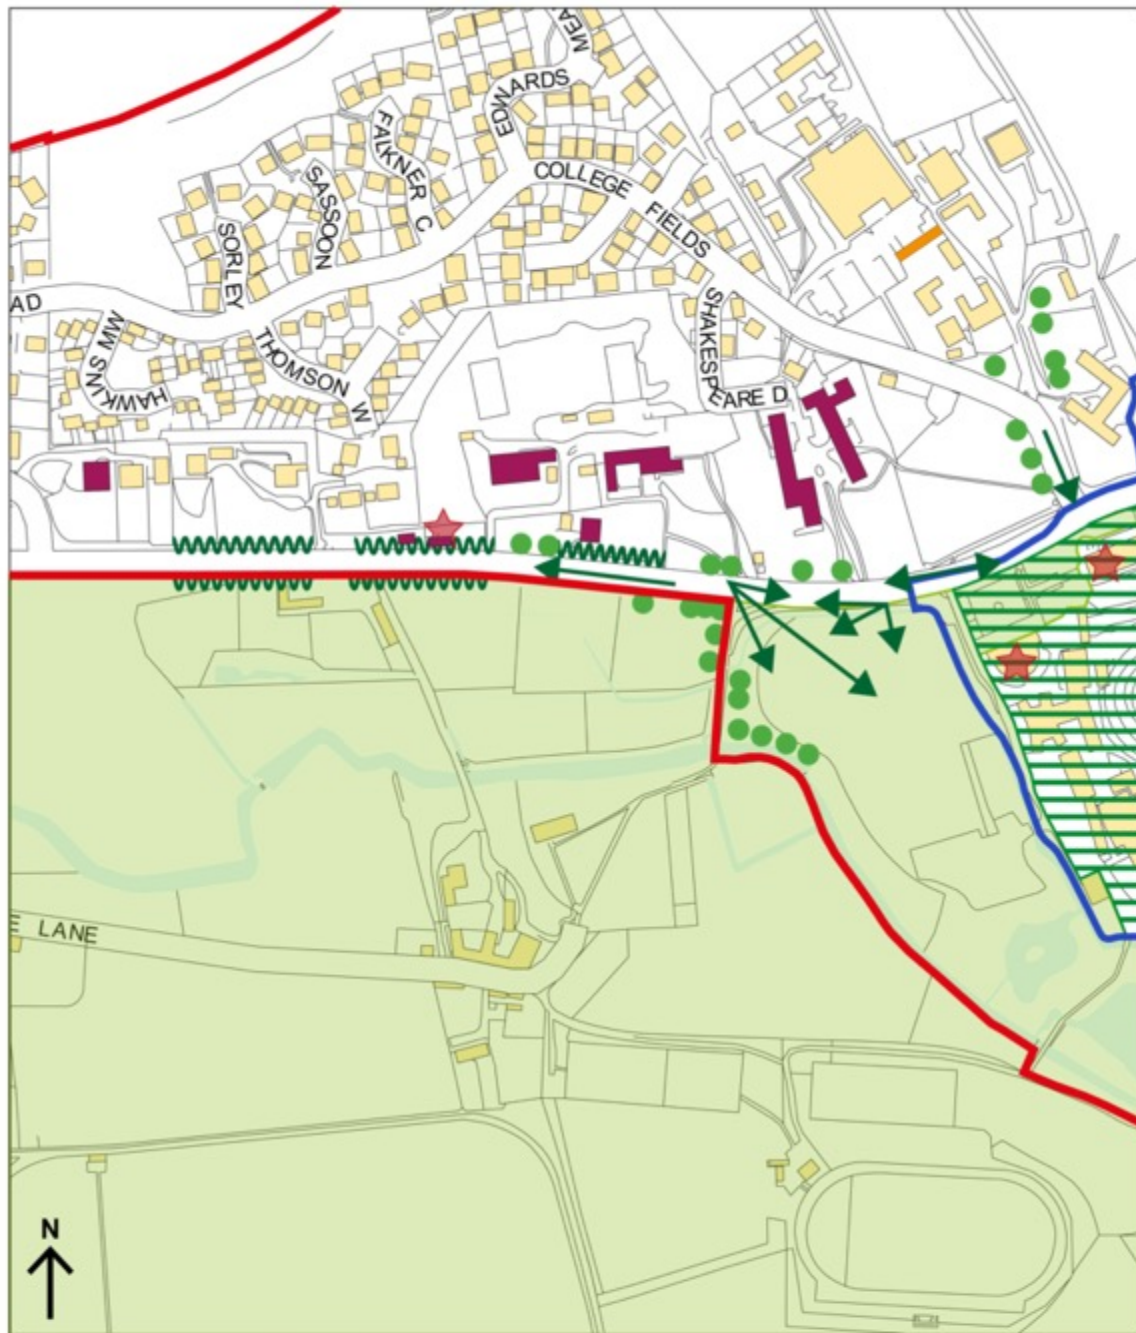 MEA
EDWARDS
FALKNER C
SASSOON
SORLEY
COLLEGE FIELDS
AD
HAWKINS MW
THOMSON W
SHAKESPEARE D
E LANE
N